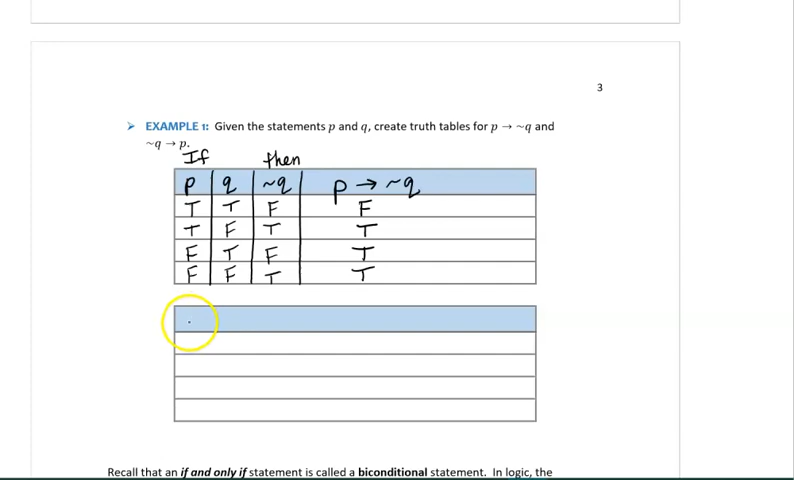 3
➢ EXAMPLE 1: Given the statements p and q, create truth tables for p → ~q and
~q → p.
If then
p q ~q p → ~q
T T F F
T F T T
F T F T
F F T T
Recall that an if and only if statement is called a biconditional statement. In logic, the